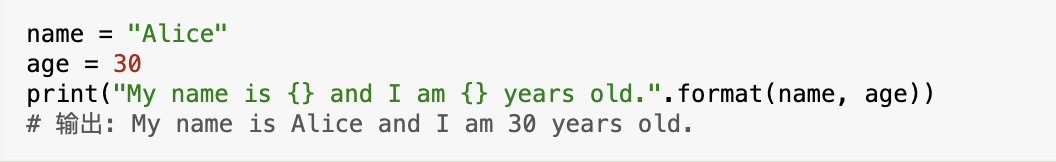 name = "Alice"
age = 30
print("My name is {} and I am {} years old.".format(name, age))
# 输出: My name is Alice and I am 30 years old.